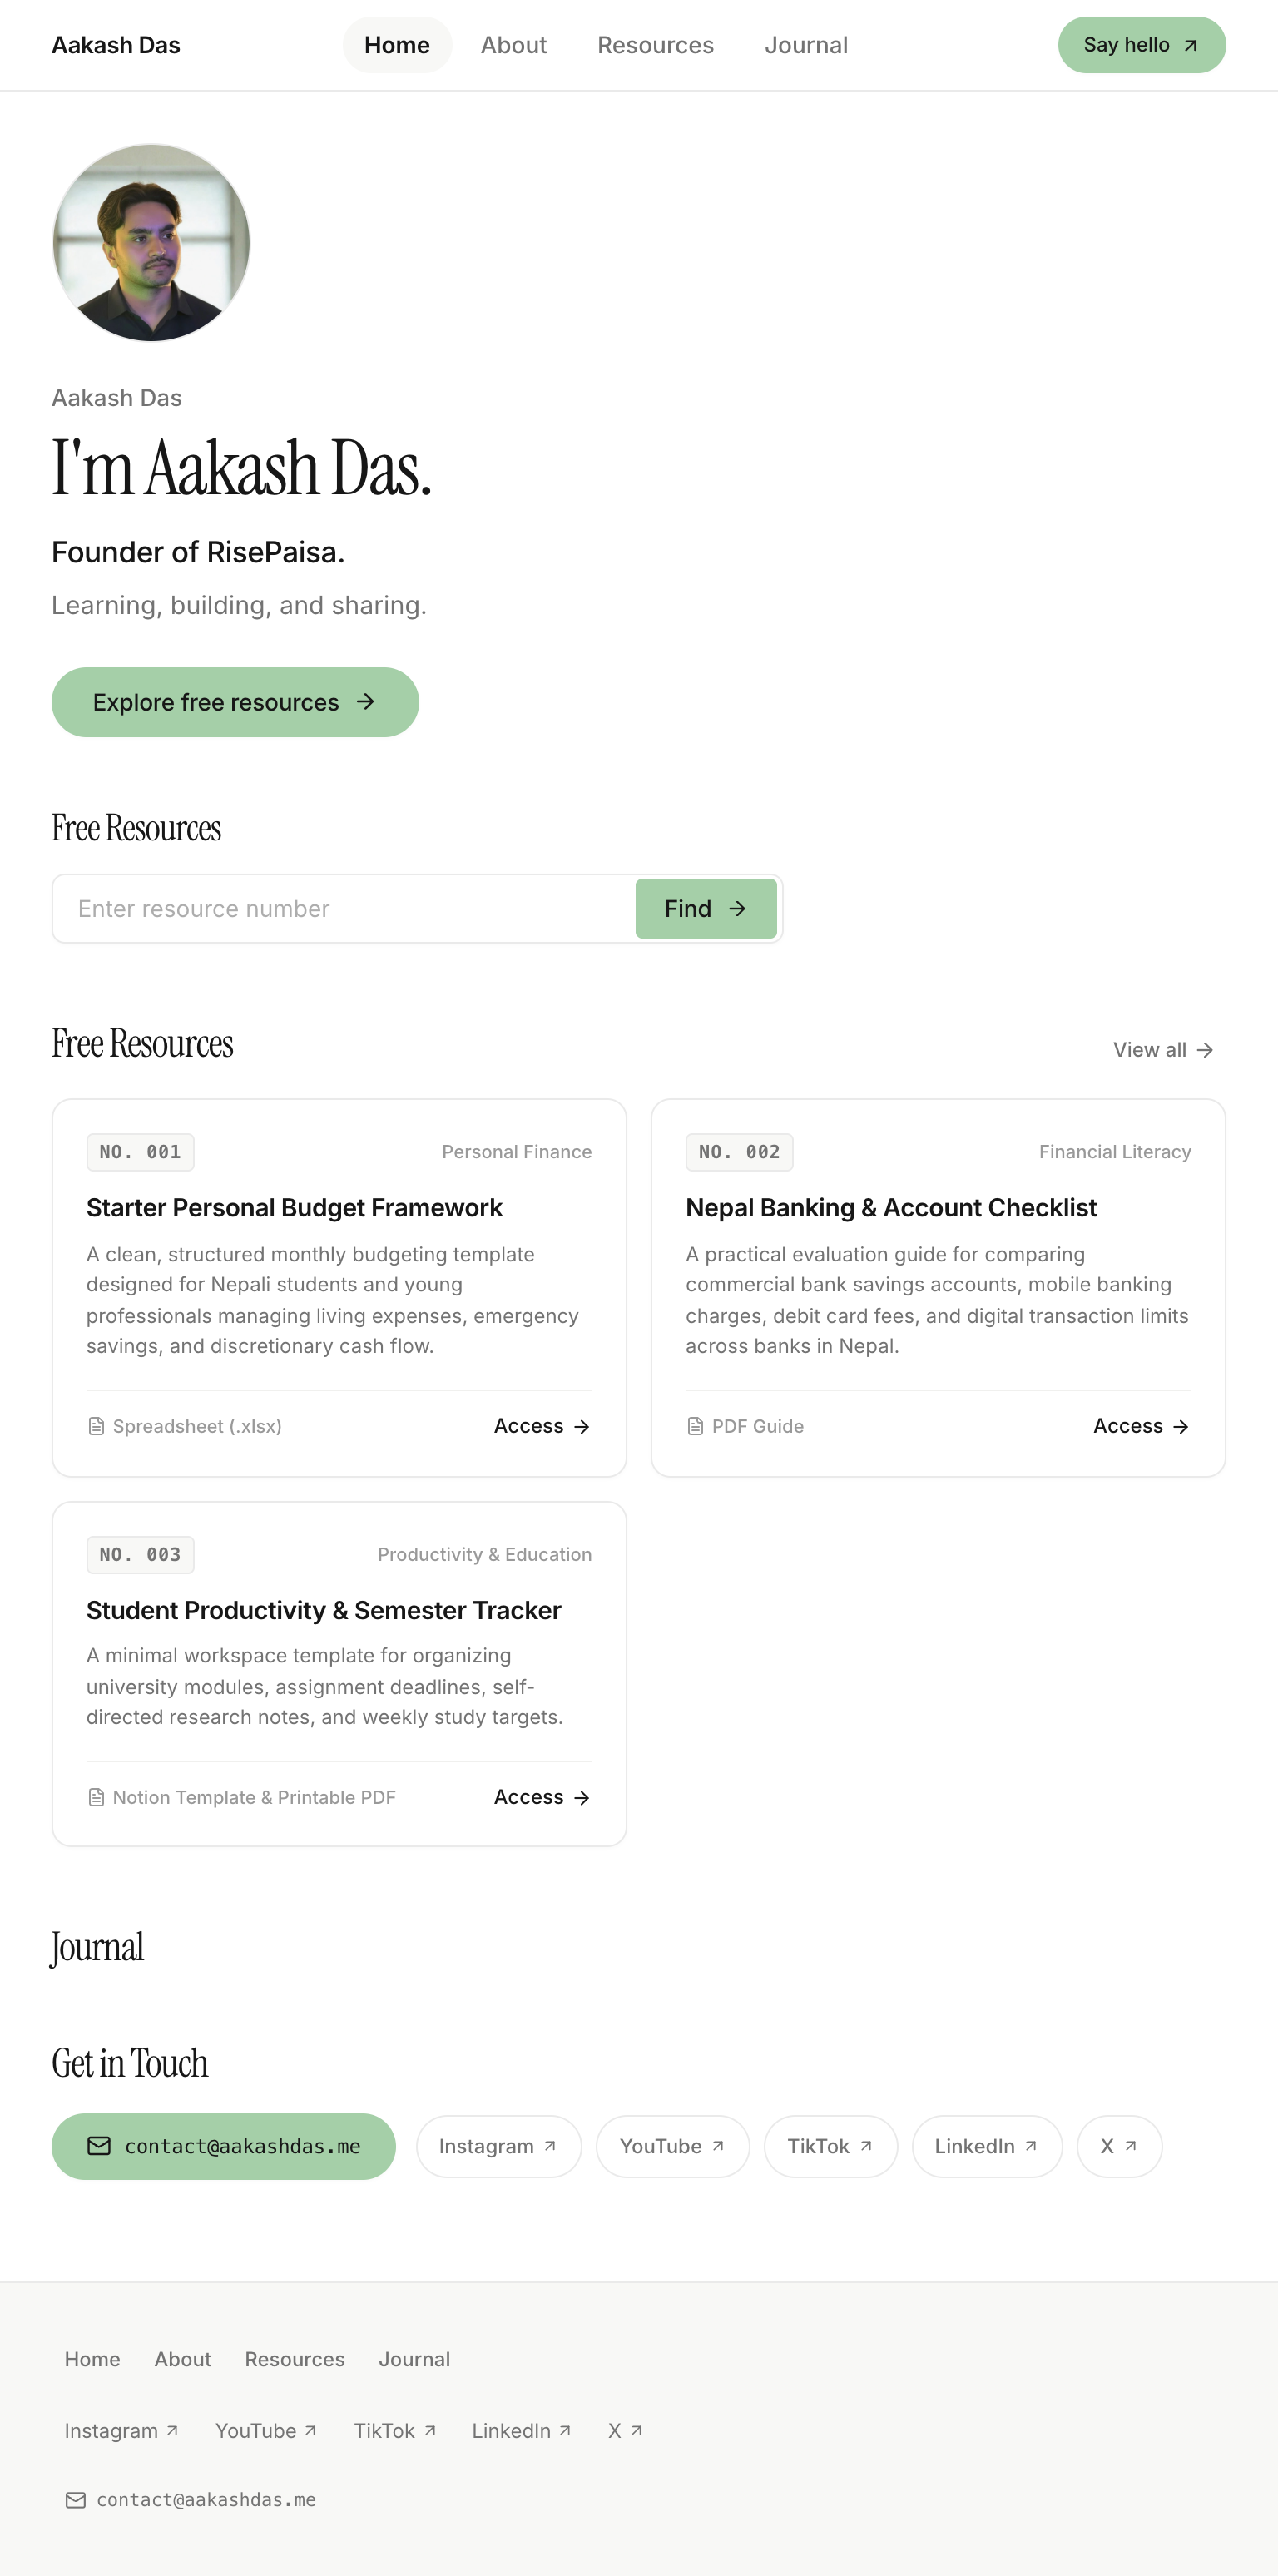 Aakash Das
Home
About
Resources
Journal
Say hello
Aakash Das
I'm Aakash Das.
Founder of RisePaisa.
Learning, building, and sharing.
Explore free resources
Free Resources
Enter resource number
Find
Free Resources
View all
NO. 001
Personal Finance
Starter Personal Budget Framework
A clean, structured monthly budgeting template
designed for Nepali students and young
professionals managing living expenses, emergency
savings, and discretionary cash flow.
Spreadsheet (.xlsx)
Access
NO. 002
Financial Literacy
Nepal Banking & Account Checklist
A practical evaluation guide for comparing
commercial bank savings accounts, mobile banking
charges, debit card fees, and digital transaction limits
across banks in Nepal.
PDF Guide
Access
NO. 003
Productivity & Education
Student Productivity & Semester Tracker
A minimal workspace template for organizing
university modules, assignment deadlines, self-
directed research notes, and weekly study targets.
Notion Template & Printable PDF
Access
Journal
Get in Touch
contact@aakashdas.me
Instagram
YouTube
TikTok
LinkedIn
X
Home
About
Resources
Journal
Instagram
YouTube
TikTok
LinkedIn
X
contact@aakashdas.me